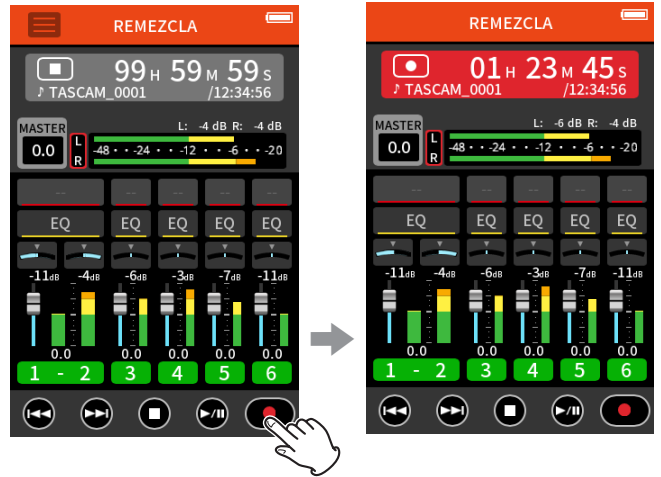 REMEZCLA
99 H 59 M 59 S
♪ TASCAM_0001 /12:34:56
MASTER
0.0
L: -4 dB R: -4 dB
L
R
-48 · · -24 · · -12 · · -6 · · -20
-- -- -- -- --
EQ EQ EQ EQ EQ
-11dB -4dB -6dB -3dB -7dB -11dB
0.0 0.0 0.0 0.0 0.0
1 - 2 3 4 5 6
REMEZCLA
01 H 23 M 45 S
♪ TASCAM_0001 /12:34:56
MASTER
0.0
L: -6 dB R: -4 dB
L
R
-48 · · -24 · · -12 · · -6 · · -20
-- -- -- -- --
EQ EQ EQ EQ EQ
-11dB -4dB -6dB -3dB -7dB -11dB
0.0 0.0 0.0 0.0 0.0
1 - 2 3 4 5 6